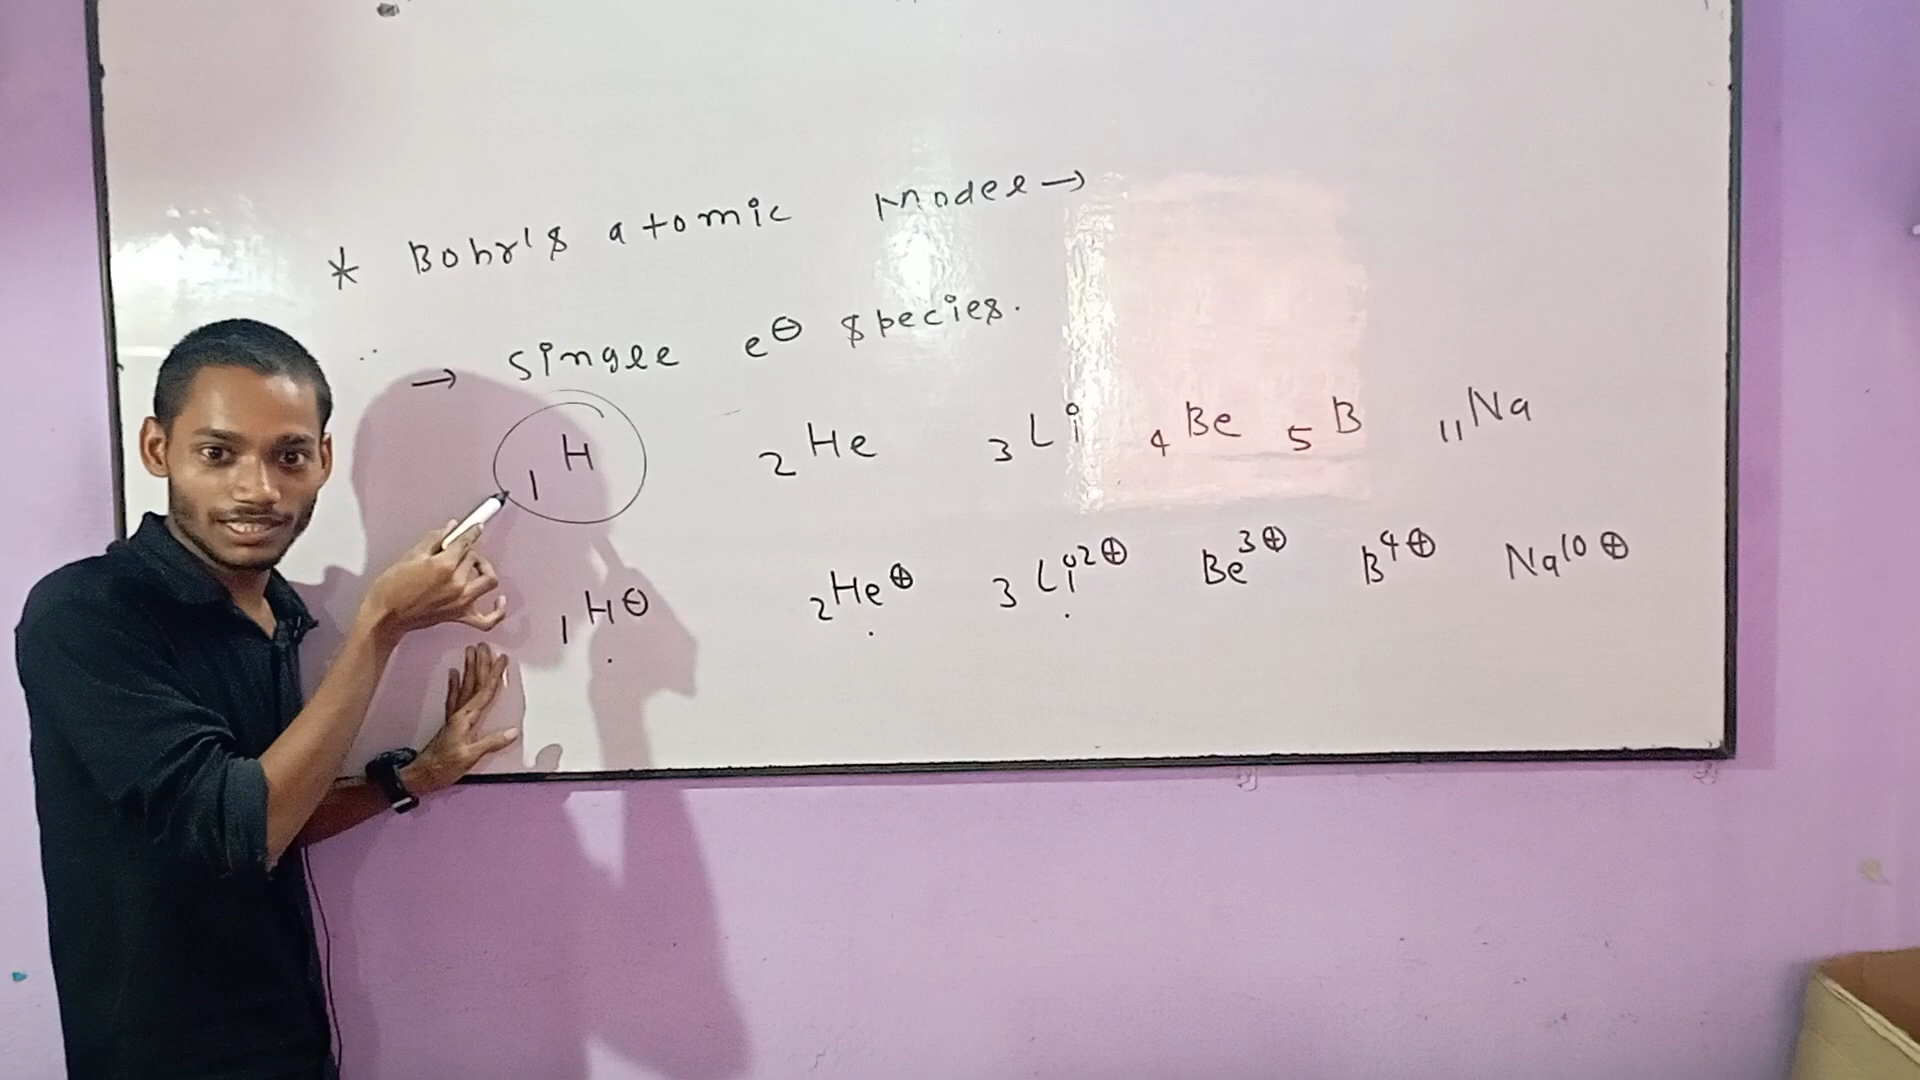 * Bohr's atomic Model →
→ Single e⊖ species.
₁H ₂He ₃Li ₄Be ₅B ₁₁Na
₁H⊖ ₂He⊕ ₃Li²⊕ Be³⊕ B⁴⊕ Na¹⁰⊕